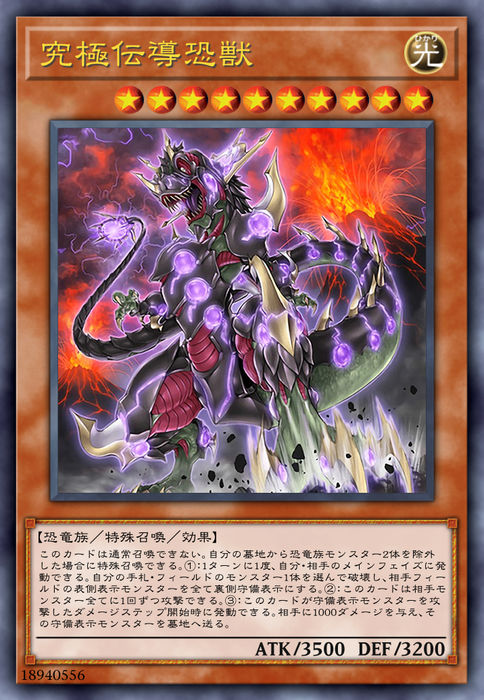 究極伝導恐獣
ひかり
光
【恐竜族／特殊召喚／効果】
このカードは通常召喚できない。自分の墓地から恐竜族モンスター2体を除外
した場合に特殊召喚できる。①：1ターンに1度、自分・相手のメインフェイズに発
動できる。自分の手札・フィールドのモンスター1体を選んで破壊し、相手フィール
ドの表側表示モンスターを全て裏側守備表示にする。②：このカードは相手モ
ンスター全てに1回ずつ攻撃できる。③：このカードが守備表示モンスターを攻
撃したダメージステップ開始時に発動できる。相手に1000ダメージを与え、そ
の守備表示モンスターを墓地へ送る。
ATK/3500 DEF/3200
18940556